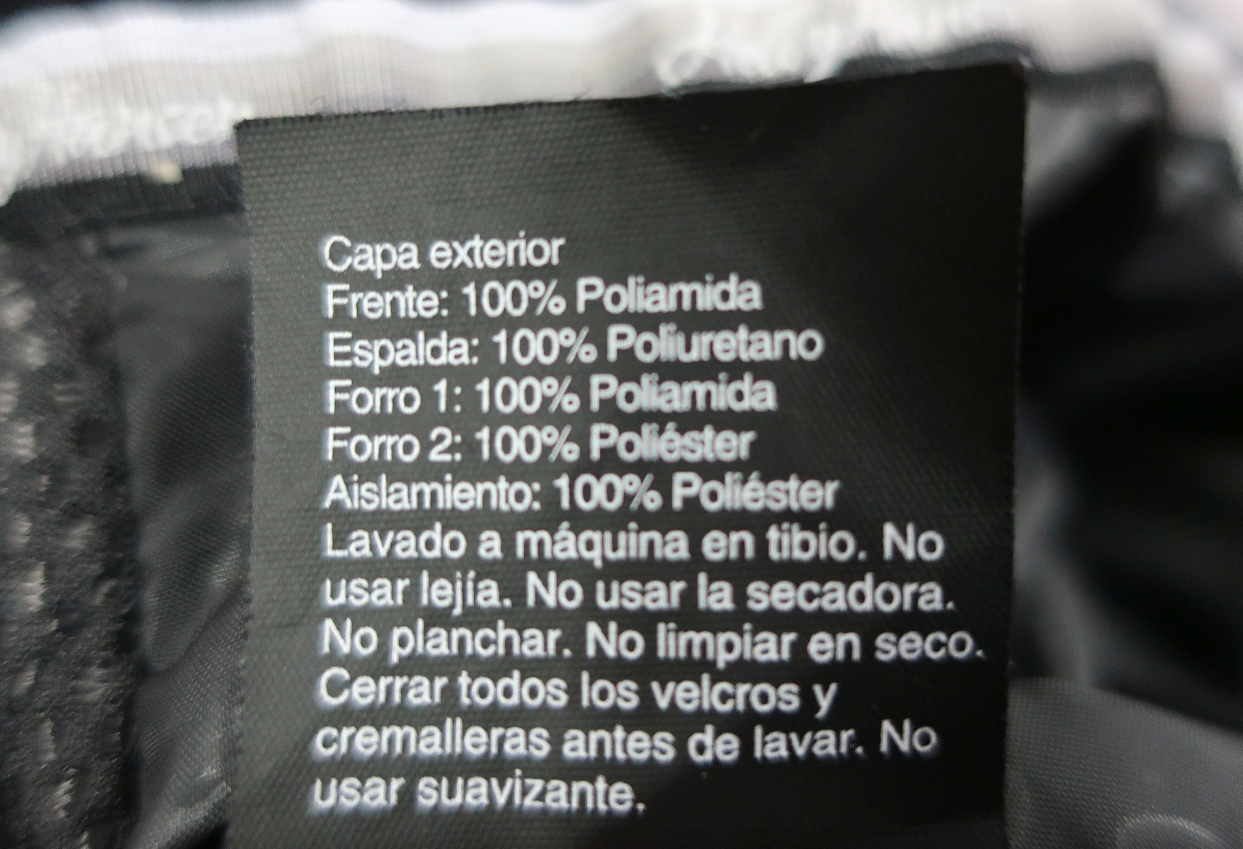 Capa exterior
Frente: 100% Poliamida
Espalda: 100% Poliuretano
Forro 1: 100% Poliamida
Forro 2: 100% Poliéster
Aislamiento: 100% Poliéster
Lavado a máquina en tibio. No
usar lejía. No usar la secadora.
No planchar. No limpiar en seco.
Cerrar todos los velcros y
cremalleras antes de lavar. No
usar suavizante.